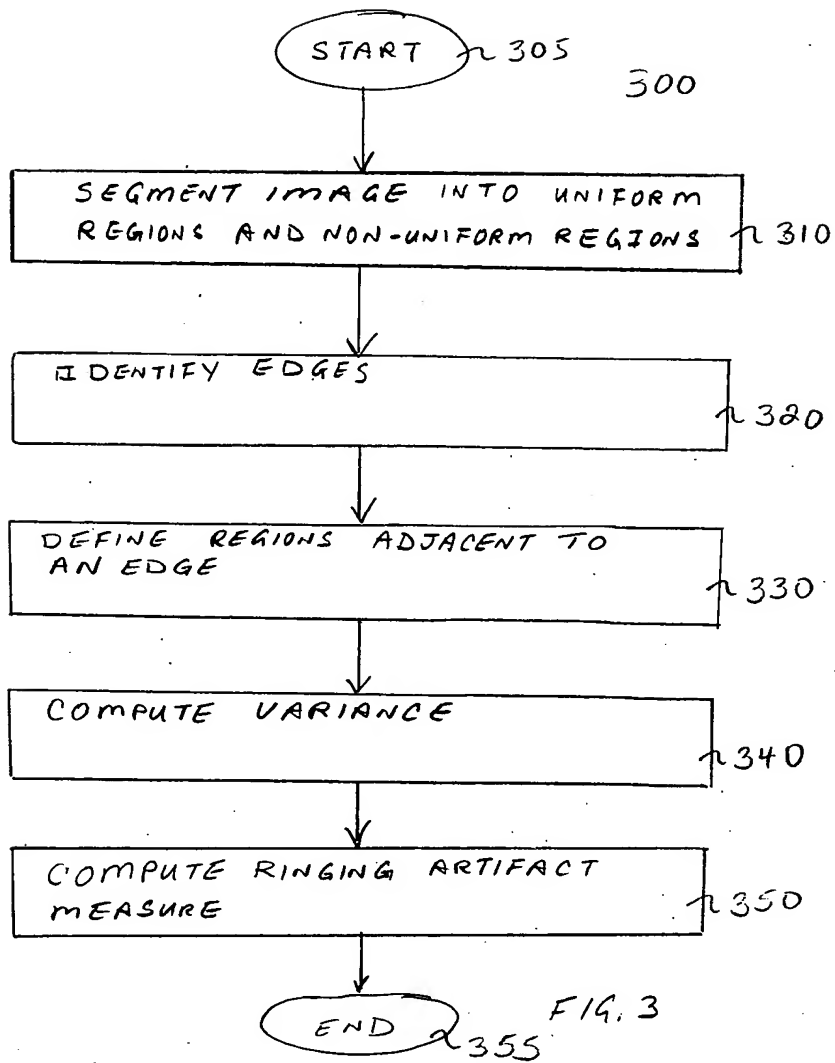 START 305
300
SEGMENT IMAGE INTO UNIFORM
REGIONS AND NON-UNIFORM REGIONS 310
IDENTIFY EDGES
320
DEFINE REGIONS ADJACENT TO
AN EDGE
330
COMPUTE VARIANCE
340
COMPUTE RINGING ARTIFACT
MEASURE 350
END 355
FIG. 3